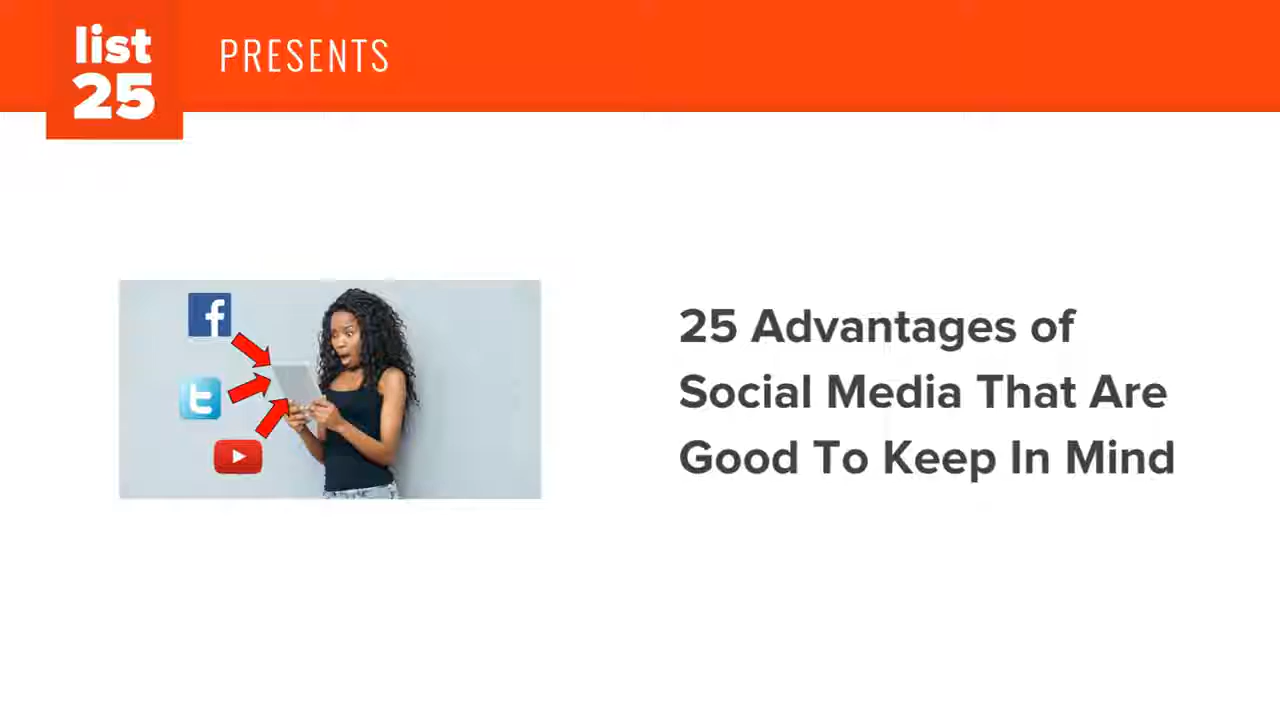 list
25
PRESENTS
f
t
25 Advantages of
Social Media That Are
Good To Keep In Mind